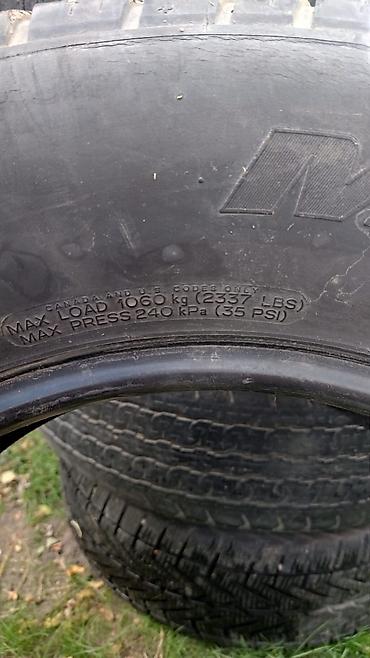 CANADA AND U.S. CODES ONLY
MAX LOAD 1060 kg (2337 LBS)
MAX PRESS 240 kPa (35 PSI)
M